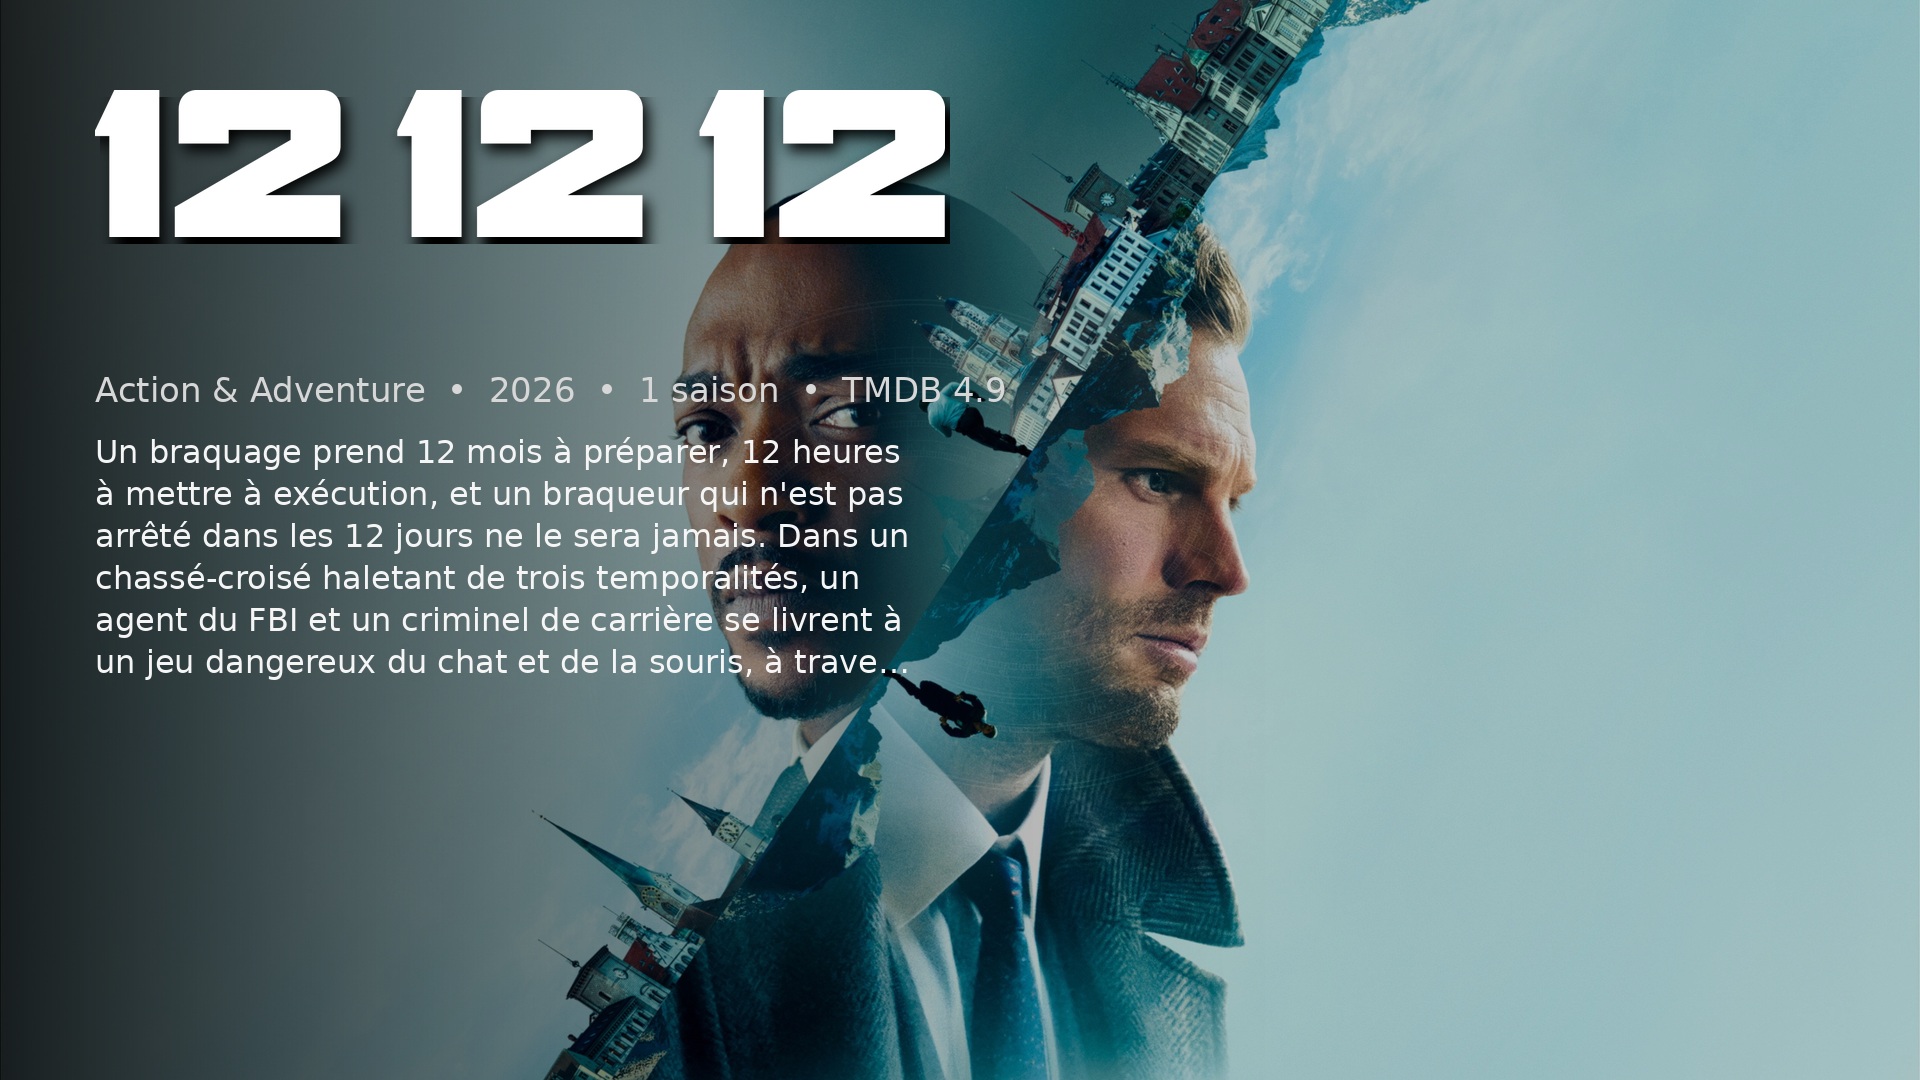 12 12 12
Action & Adventure • 2026 • 1 saison • TMDB 4.9
Un braquage prend 12 mois à préparer, 12 heures
à mettre à exécution, et un braqueur qui n'est pas
arrêté dans les 12 jours ne le sera jamais. Dans un
chassé-croisé haletant de trois temporalités, un
agent du FBI et un criminel de carrière se livrent à
un jeu dangereux du chat et de la souris, à trave...